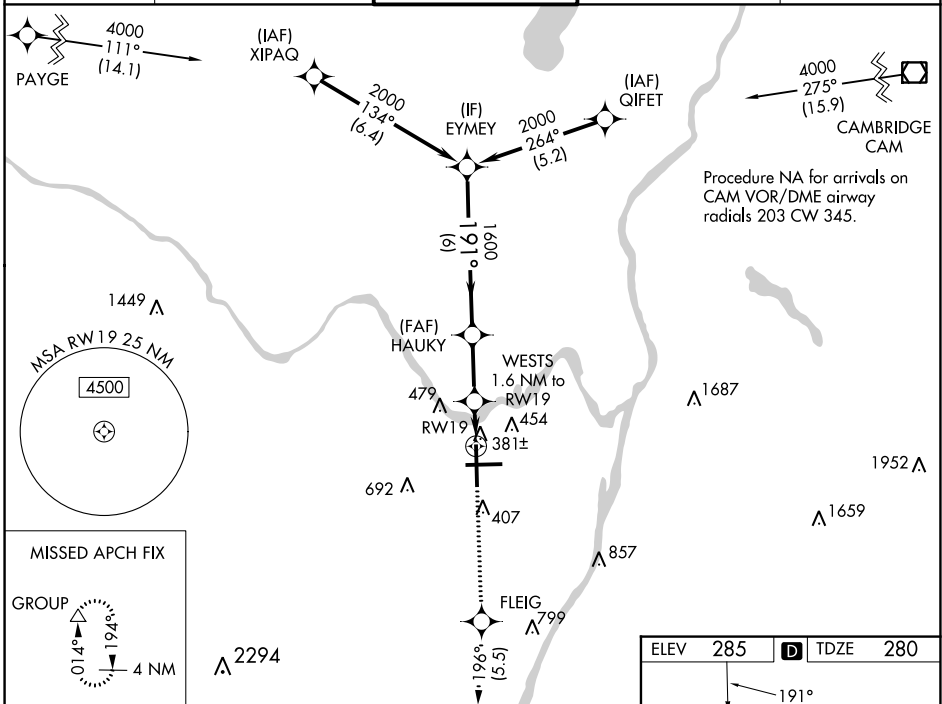 4000
111°
(14.1)
PAYGE
(IAF)
XIPAQ
2000
134°
(6.4)
(IF)
EYMEY
2000
264°
(5.2)
(IAF)
QIFET
4000
275°
(15.9)
CAMBRIDGE
CAM
Procedure NA for arrivals on
CAM VOR/DME airway
radials 203 CW 345.
1600
191°
(6)
1449
MSA RW19 25 NM
4500
(FAF)
HAUKY
WESTS
1.6 NM to
RW19
479
454
RW19
381±
1687
1952
692
407
1659
857
MISSED APCH FIX
GROUP
014°
194°
4 NM
2294
FLEIG
799
196°
(5.5)
ELEV 285 D TDZE 280
191°